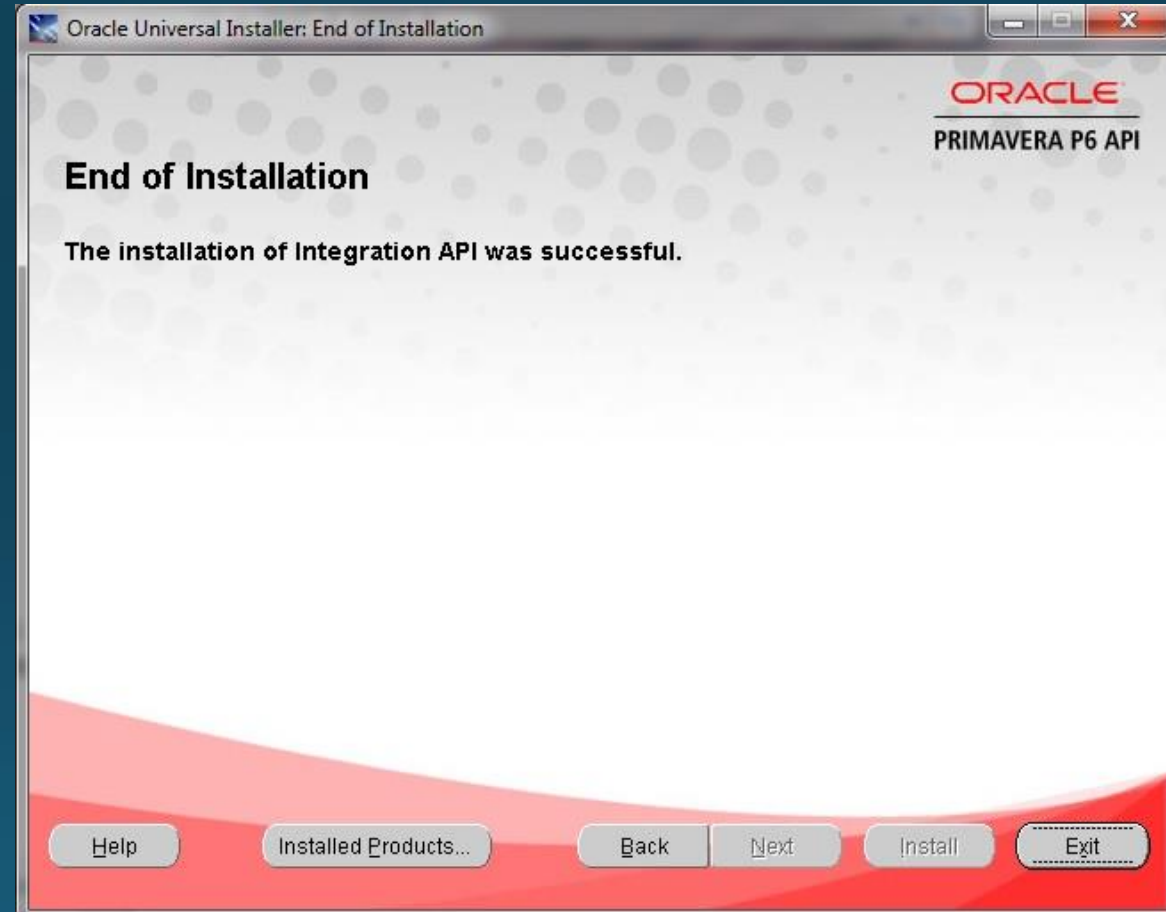 Oracle Universal Installer: End of Installation
ORACLE
PRIMAVERA P6 API
End of Installation
The installation of Integration API was successful.
Help
Installed Products...
Back
Next
Install
Exit